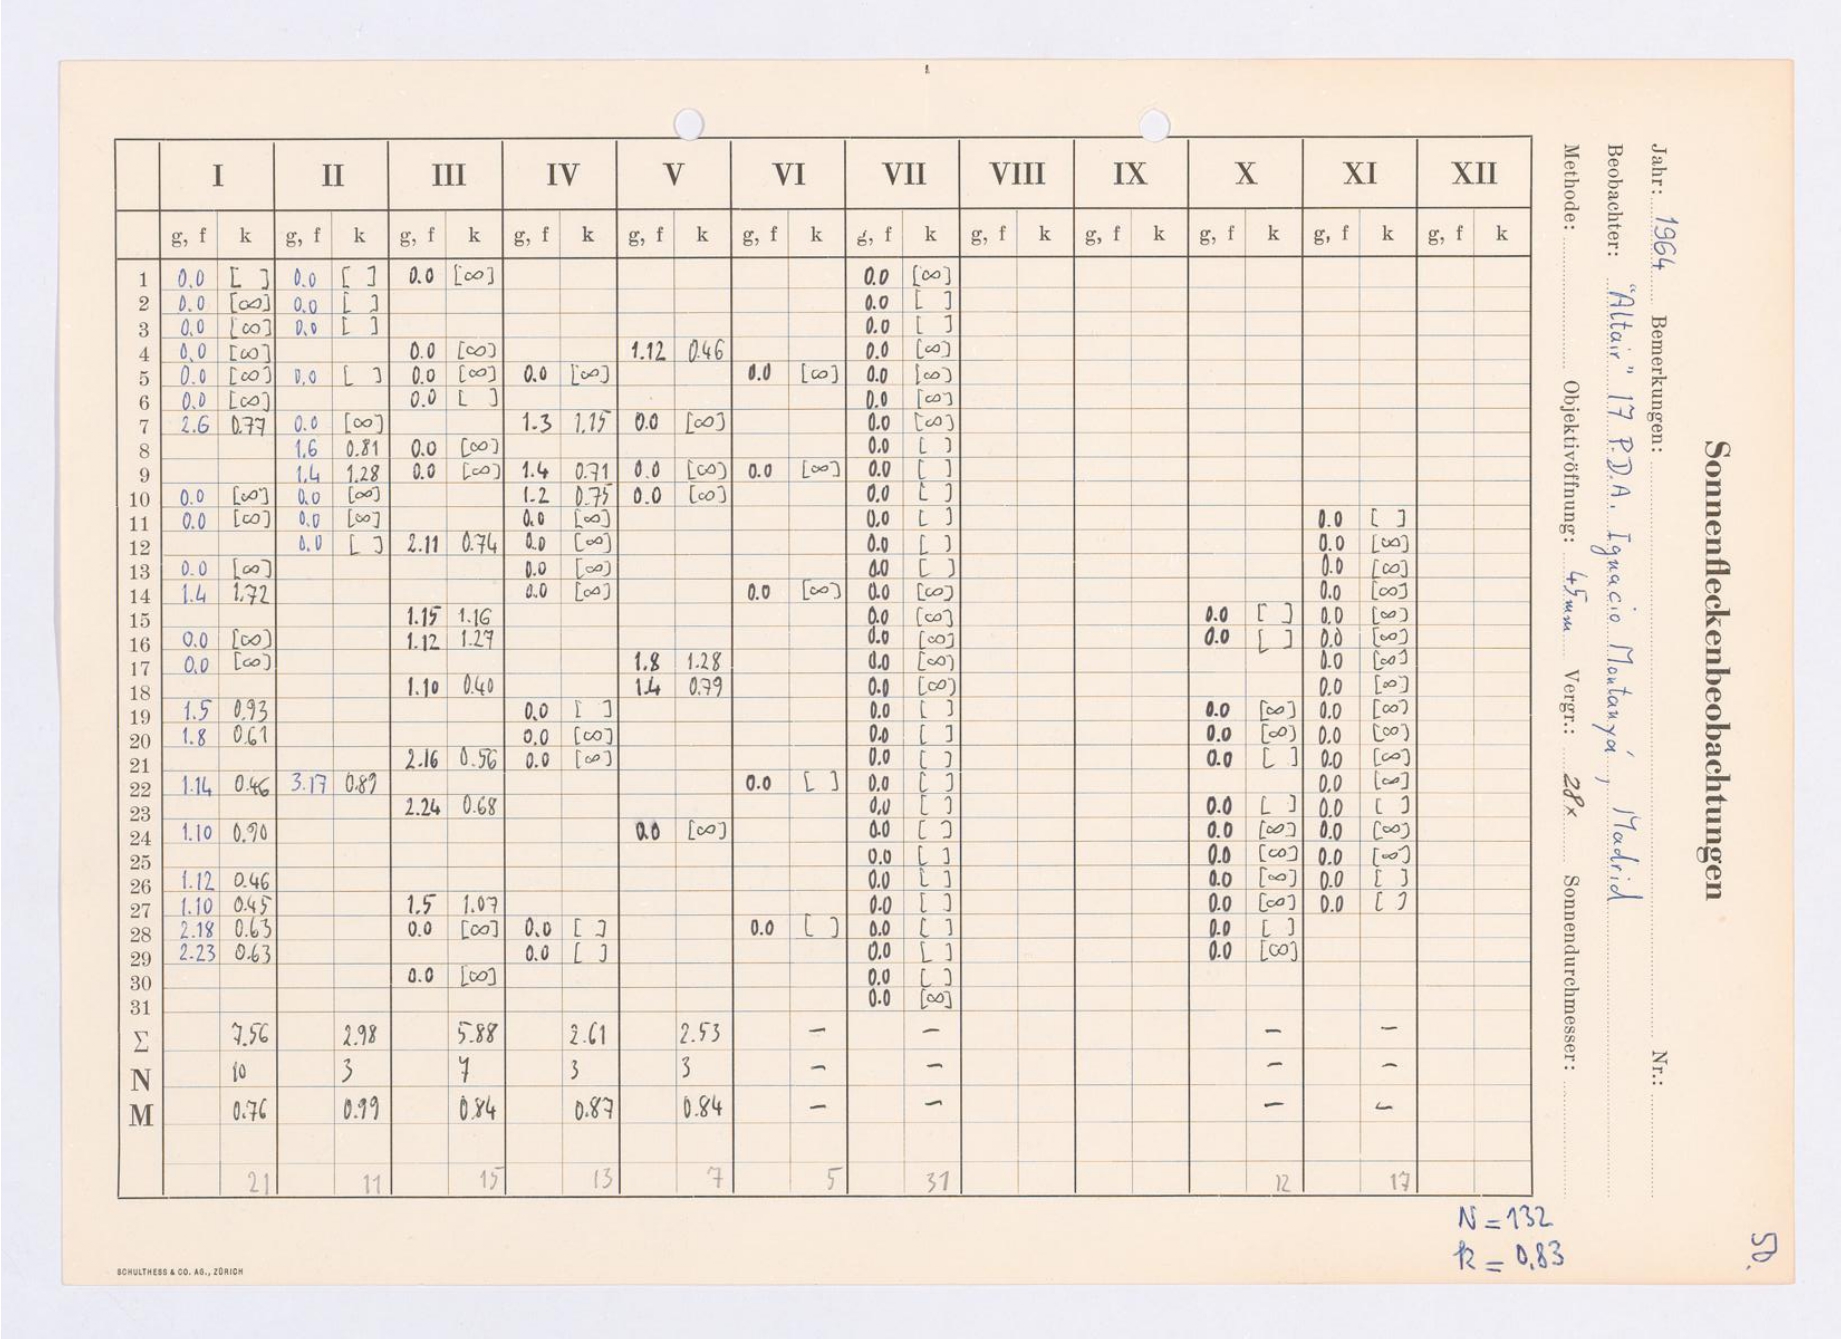 I II III IV V VI VII VIII IX X XI XII
g, f k g, f k g, f k g, f k g, f k g, f k g, f k g, f k g, f k g, f k g, f k g, f k
1 0.0 [ ] 0.0 [ ] 0.0 [∞] 0.0 [∞]
2 0.0 [∞] 0.0 [ ] 0.0 [ ]
3 0.0 [∞] 0.0 [ ] 0.0 [ ]
4 0.0 [∞] 0.0 [∞] 1.12 0.46 0.0 [∞]
5 0.0 [∞] 0.0 [ ] 0.0 [∞] 0.0 [∞] 0.0 [∞] 0.0 [∞]
6 0.0 [∞] 0.0 [ ] 0.0 [∞]
7 2.6 0.77 0.0 [∞] 1.3 1.15 0.0 [∞] 0.0 [∞]
8 1.6 0.81 0.0 [∞] 0.0 [ ]
9 1.4 1.28 0.0 [∞] 1.4 0.71 0.0 [∞] 0.0 [∞] 0.0 [ ]
10 0.0 [∞] 0.0 [∞] 1.2 0.75 0.0 [∞] 0.0 [ ]
11 0.0 [∞] 0.0 [∞] 0.0 [∞] 0.0 [ ] 0.0 [ ]
12 0.0 [ ] 2.11 0.74 0.0 [∞] 0.0 [ ] 0.0 [∞]
13 0.0 [∞] 0.0 [∞] 0.0 [ ] 0.0 [∞]
14 1.4 1.72 0.0 [∞] 0.0 [∞] 0.0 [∞] 0.0 [∞]
15 1.15 1.16 0.0 [∞] 0.0 [ ] 0.0 [∞]
16 0.0 [∞] 1.12 1.27 0.0 [∞] 0.0 [ ] 0.0 [∞]
17 0.0 [∞] 1.8 1.28 0.0 [∞] 0.0 [∞]
18 1.10 0.40 1.4 0.79 0.0 [∞] 0.0 [∞]
19 1.5 0.93 0.0 [ ] 0.0 [ ] 0.0 [∞] 0.0 [∞]
20 1.8 0.61 0.0 [∞] 0.0 [ ] 0.0 [∞] 0.0 [∞]
21 2.16 0.56 0.0 [∞] 0.0 [ ] 0.0 [ ] 0.0 [∞]
22 1.14 0.46 3.17 0.89 0.0 [ ] 0.0 [ ] 0.0 [∞]
23 2.24 0.68 0.0 [ ] 0.0 [ ] 0.0 [ ]
24 1.10 0.90 0.0 [∞] 0.0 [ ] 0.0 [∞] 0.0 [∞]
25 0.0 [ ] 0.0 [∞] 0.0 [∞]
26 1.12 0.46 0.0 [ ] 0.0 [∞] 0.0 [ ]
27 1.10 0.45 1.5 1.07 0.0 [ ] 0.0 [∞] 0.0 [ ]
28 2.18 0.63 0.0 [∞] 0.0 [ ] 0.0 [ ] 0.0 [ ] 0.0 [ ]
29 2.23 0.63 0.0 [ ] 0.0 [ ] 0.0 [∞]
30 0.0 [∞] 0.0 [ ]
31 0.0 [∞]
Σ 7.56 2.98 5.88 2.61 2.53 – – – –
N 10 3 7 3 3 – – – –
M 0.76 0.99 0.84 0.87 0.84 – – – –
21 11 15 13 7 5 31 12 17
N = 132
k = 0,83
SCHULTHESS & CO. AG., ZÜRICH
Sonnenfleckenbeobachtungen
Jahr: 1964 Bemerkungen: Nr.:
Beobachter: "Altair" 17 P.D.A. Ignacio Montanyá, Madrid
Methode: Objektivöffnung: 45mm Vergr.: 28x Sonnendurchmesser:
50.